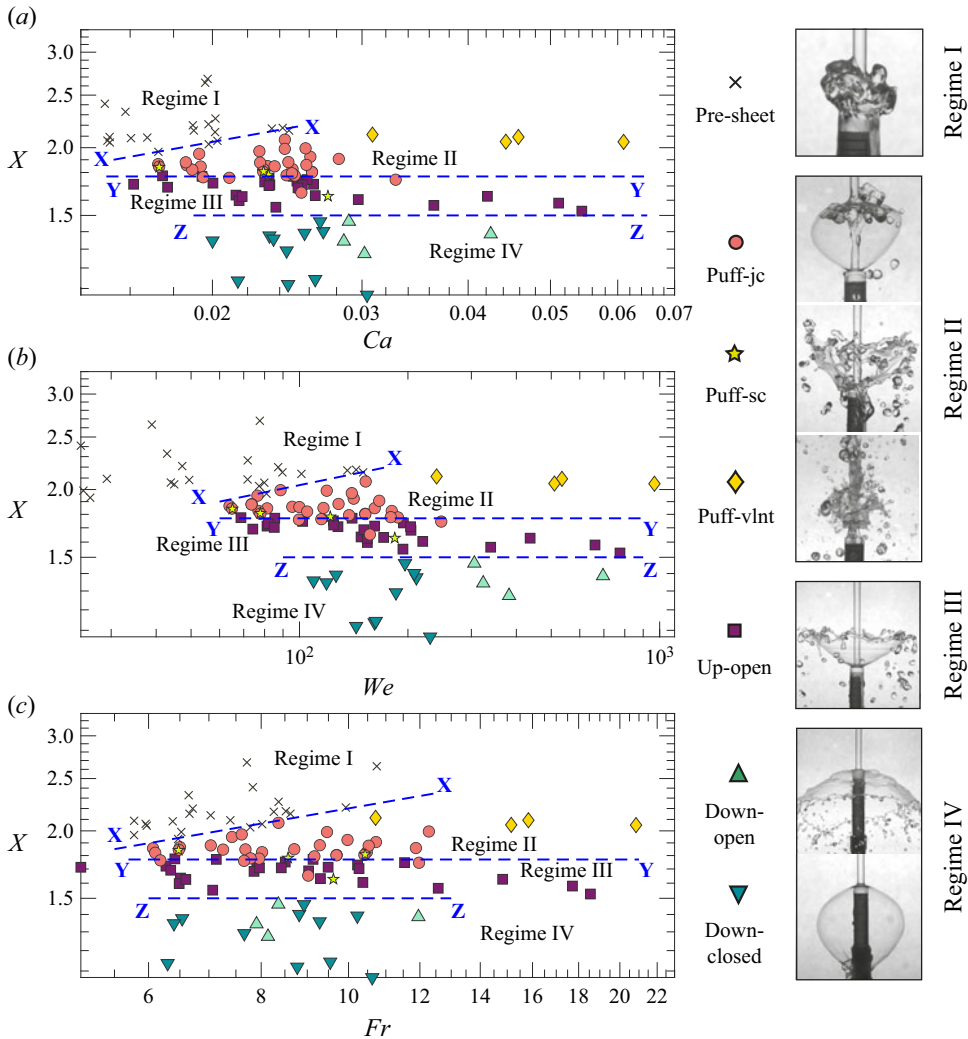 (a)
3.0
2.5
2.0
1.5
X
Regime I
X
X
Regime II
Y
Y
Regime III
Z
Z
Regime IV
0.02
0.03
0.04
0.05
0.06
0.07
Ca
(b)
3.0
2.5
2.0
1.5
X
Regime I
X
X
Regime II
Y
Y
Regime III
Z
Z
Regime IV
10²
10³
We
(c)
3.0
2.5
2.0
1.5
X
Regime I
X
X
Regime II
Y
Y
Regime III
Z
Z
Regime IV
6
8
10
12
14
16
18
20
22
Fr
Pre-sheet
Regime I
Puff-jc
Puff-sc
Puff-vlnt
Regime II
Up-open
Regime III
Down-
open
Down-
closed
Regime IV